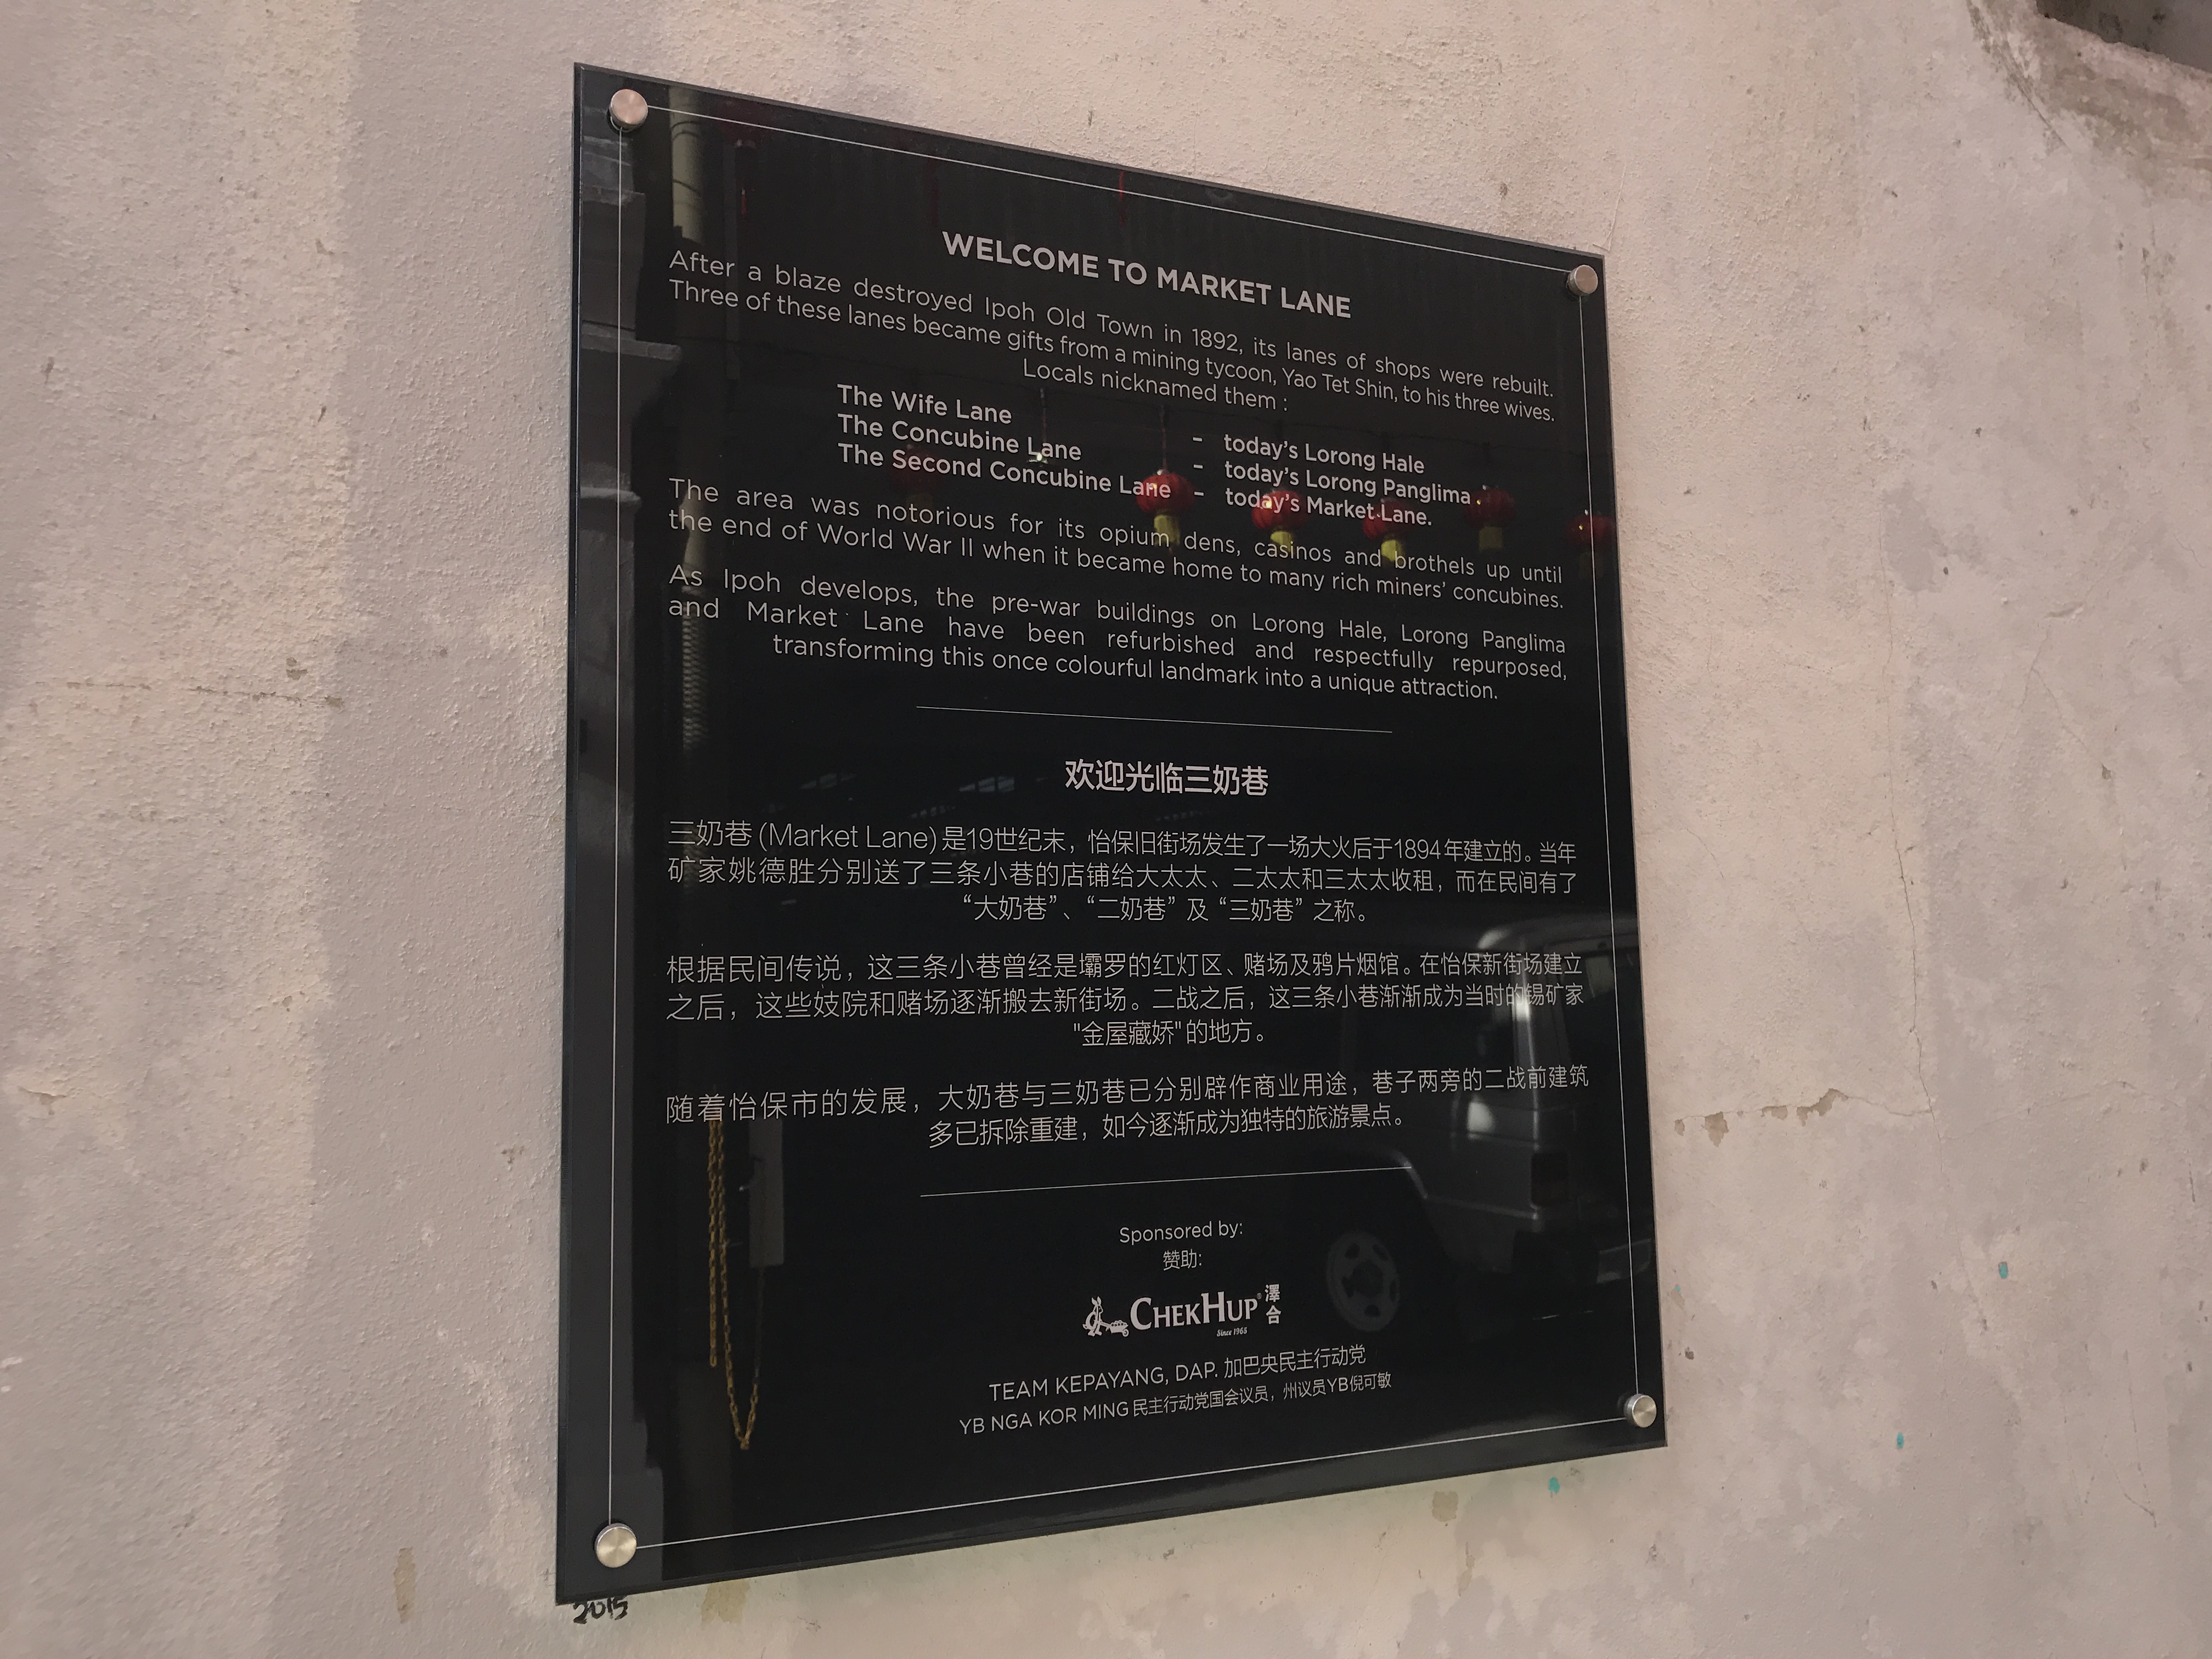 WELCOME TO MARKET LANE
After a blaze destroyed Ipoh Old Town in 1892, its lanes of shops were rebuilt.
Three of these lanes became gifts from a mining tycoon, Yao Tet Shin, to his three wives.
Locals nicknamed them :
The Wife Lane - today's Lorong Hale
The Concubine Lane - today's Lorong Panglima
The Second Concubine Lane - today's Market Lane.
The area was notorious for its opium dens, casinos and brothels up until
the end of World War II when it became home to many rich miners' concubines.
As Ipoh develops, the pre-war buildings on Lorong Hale, Lorong Panglima
and Market Lane have been refurbished and respectfully repurposed,
transforming this once colourful landmark into a unique attraction.
欢迎光临三奶巷
三奶巷 (Market Lane) 是19世纪末，怡保旧街场发生了一场大火后于1894年建立的。当年
矿家姚德胜分别送了三条小巷的店铺给大太太、二太太和三太太收租，而在民间有了
“大奶巷”、“二奶巷” 及 “三奶巷” 之称。
根据民间传说，这三条小巷曾经是壩罗的红灯区、赌场及鸦片烟馆。在怡保新街场建立
之后，这些妓院和赌场逐渐搬去新街场。二战之后，这三条小巷渐渐成为当时的锡矿家
"金屋藏娇" 的地方。
随着怡保市的发展，大奶巷与三奶巷已分别辟作商业用途，巷子两旁的二战前建筑
多已拆除重建，如今逐渐成为独特的旅游景点。
Sponsored by:
赞助:
CHEKHUP® 澤合
Since 1965
TEAM KEPAYANG, DAP. 加巴央民主行动党
YB NGA KOR MING 民主行动党国会议员，州议员YB倪可敏
2015